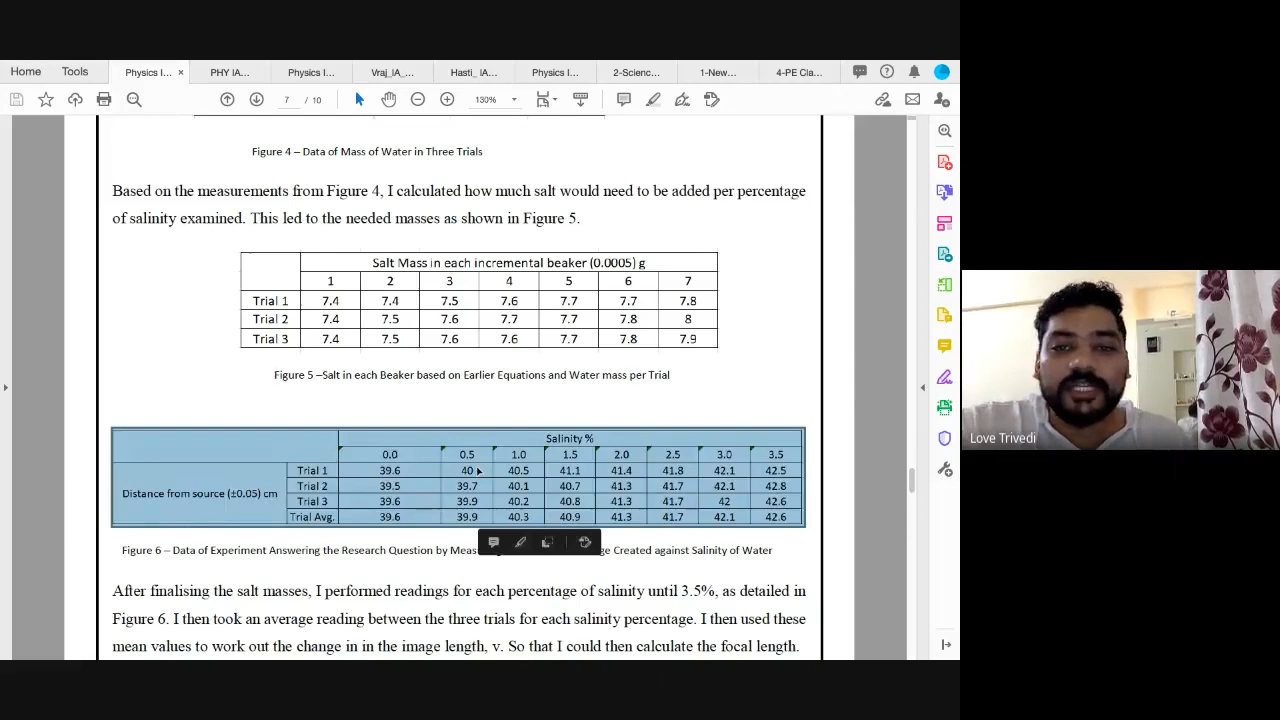 Home Tools Physics I... × PHY IA... Physics I... Vraj_IA_... Hasti_ IA... Physics I... 2-Scienc... 1-New... 4-PE Cla...
7 / 10 130%
Figure 4 – Data of Mass of Water in Three Trials
Based on the measurements from Figure 4, I calculated how much salt would need to be added per percentage
of salinity examined. This led to the needed masses as shown in Figure 5.
Salt Mass in each incremental beaker (0.0005) g
1 2 3 4 5 6 7
Trial 1 7.4 7.4 7.5 7.6 7.7 7.7 7.8
Trial 2 7.4 7.5 7.6 7.7 7.7 7.8 8
Trial 3 7.4 7.5 7.6 7.6 7.7 7.8 7.9
Figure 5 –Salt in each Beaker based on Earlier Equations and Water mass per Trial
Salinity %
0.0 0.5 1.0 1.5 2.0 2.5 3.0 3.5
Distance from source (±0.05) cm
Trial 1 39.6 40 40.5 41.1 41.4 41.8 42.1 42.5
Trial 2 39.5 39.7 40.1 40.7 41.3 41.7 42.1 42.8
Trial 3 39.6 39.9 40.2 40.8 41.3 41.7 42 42.6
Trial Avg. 39.6 39.9 40.3 40.9 41.3 41.7 42.1 42.6
Figure 6 – Data of Experiment Answering the Research Question by Meas ge Created against Salinity of Water
After finalising the salt masses, I performed readings for each percentage of salinity until 3.5%, as detailed in
Figure 6. I then took an average reading between the three trials for each salinity percentage. I then used these
mean values to work out the change in in the image length, v. So that I could then calculate the focal length.
Love Trivedi